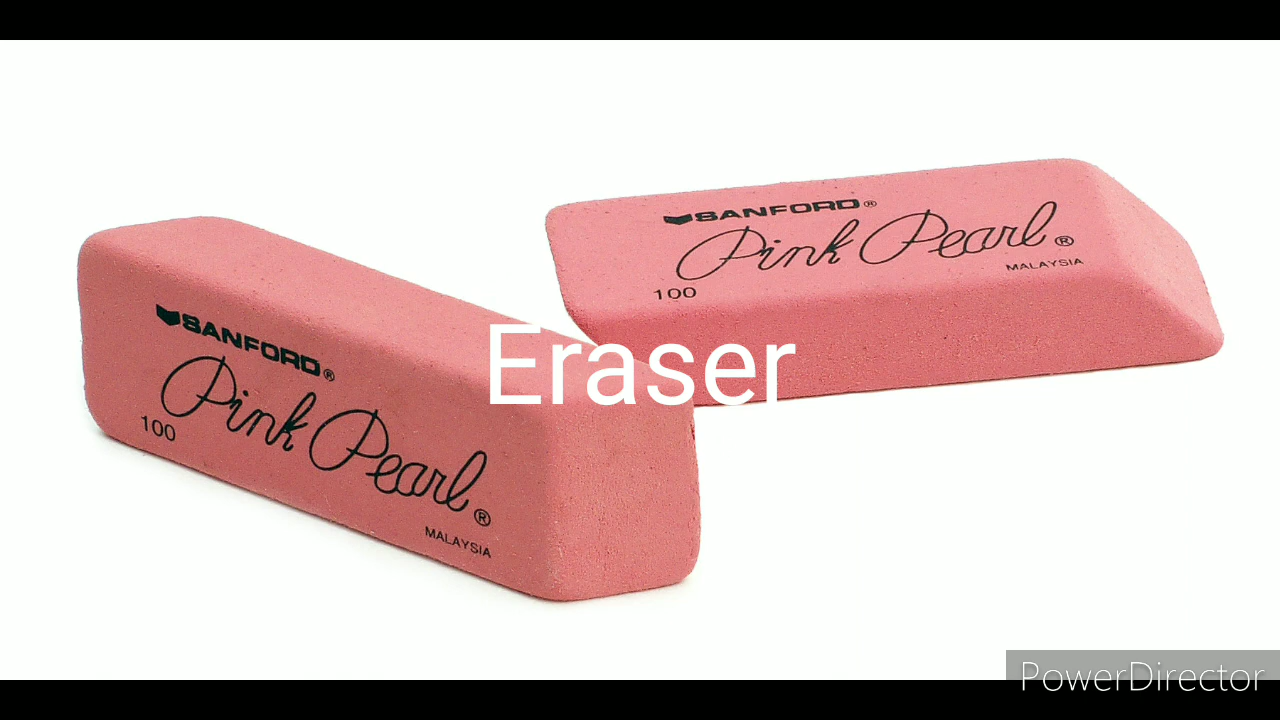 SANFORD®
Pink Pearl®
MALAYSIA
100
SANFORD®
Pink Pearl®
100
MALAYSIA
Eraser
PowerDirector